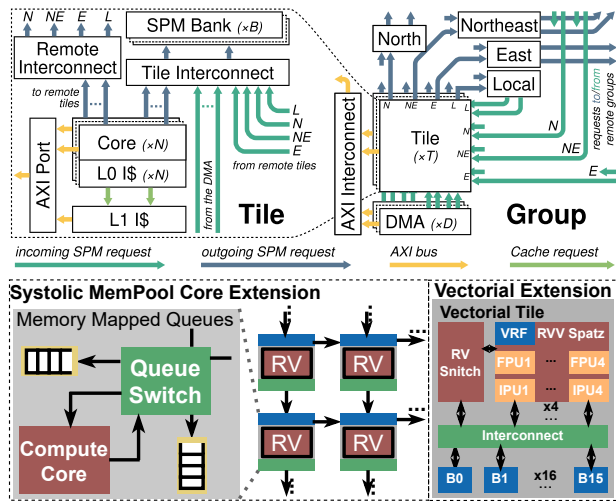 N NE E L
Remote
Interconnect
SPM Bank (×B)
Tile Interconnect
to remote
tiles
...
...
...
Core (×N)
L0 I$ (×N)
L1 I$
AXI Port
from the DMA
L
N
NE
E
from remote tiles
Tile
North
Northeast
East
Local
N NE E L
Tile
(×T)
L
N
NE
E
N
NE
E
requests to/from
remote groups
AXI Interconnect
DMA (×D)
Group
incoming SPM request
outgoing SPM request
AXI bus
Cache request
Systolic MemPool Core Extension
Memory Mapped Queues
Queue
Switch
Compute
Core
RV
RV
...
RV
RV
...
Vectorial Extension
Vectorial Tile
RV
Snitch
VRF
RVV Spatz
FPU1 ... FPU4
IPU1 ... IPU4
x4
...
Interconnect
B0 B1 x16 B15
...